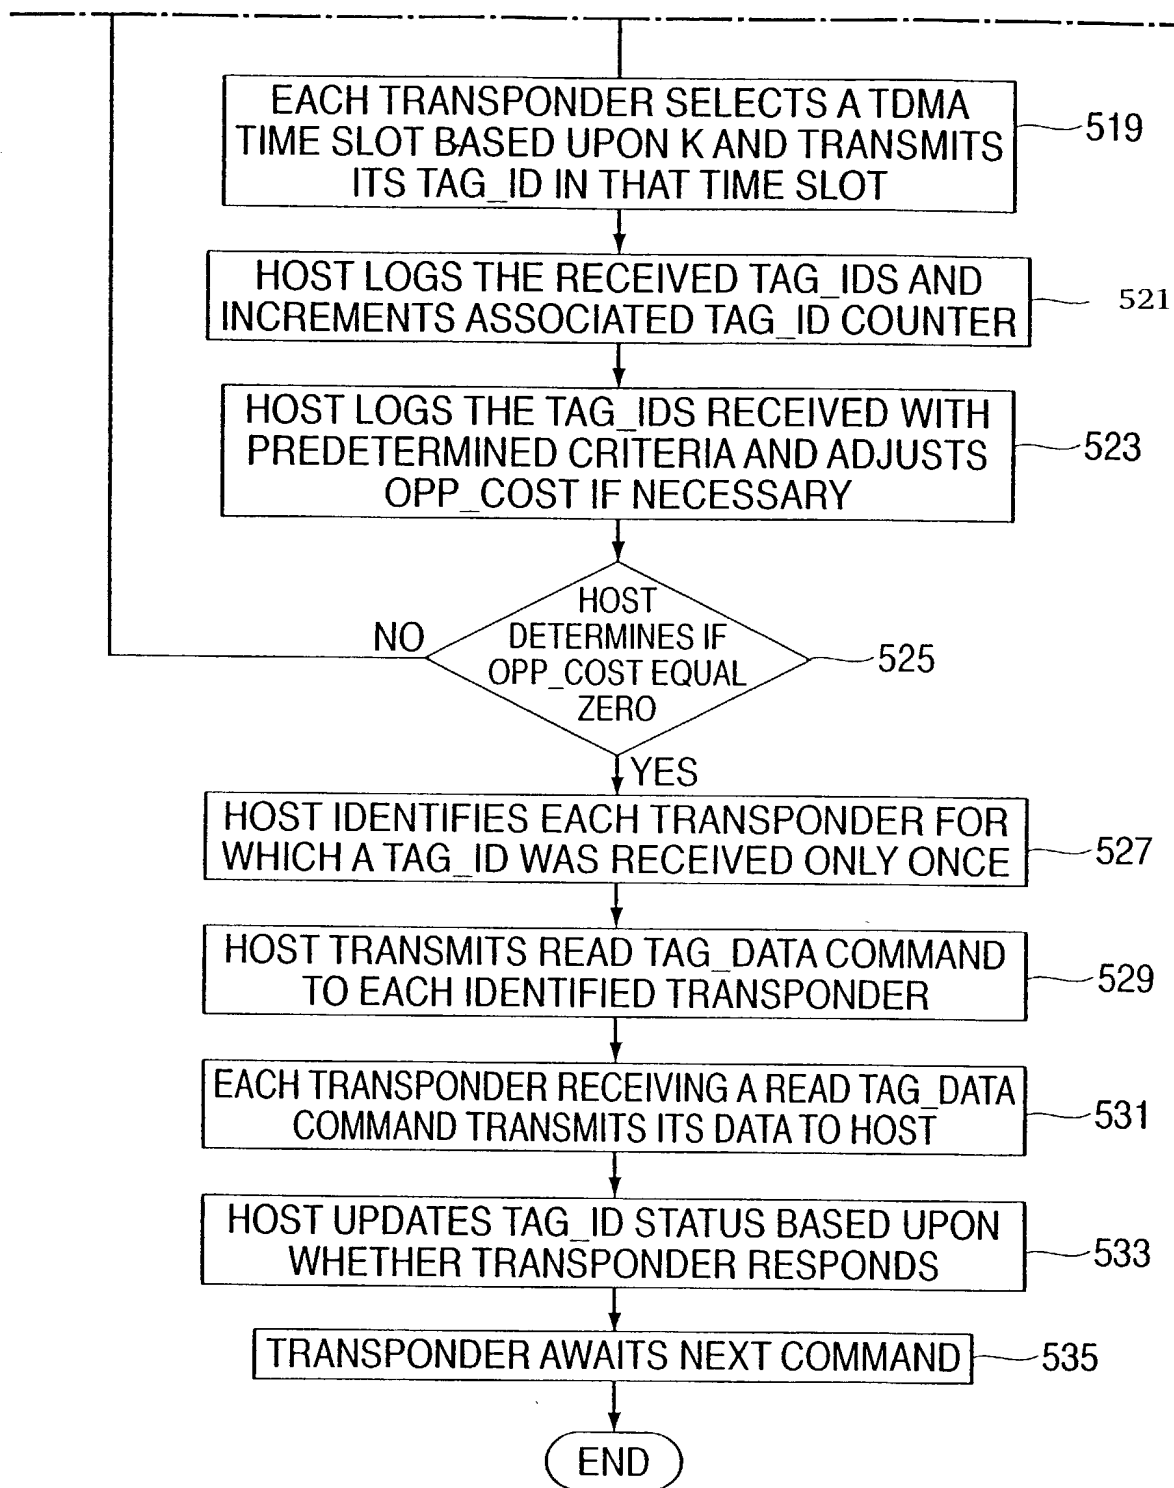 EACH TRANSPONDER SELECTS A TDMA
TIME SLOT BASED UPON K AND TRANSMITS
ITS TAG_ID IN THAT TIME SLOT
519
HOST LOGS THE RECEIVED TAG_IDS AND
INCREMENTS ASSOCIATED TAG_ID COUNTER
521
HOST LOGS THE TAG_IDS RECEIVED WITH
PREDETERMINED CRITERIA AND ADJUSTS
OPP_COST IF NECESSARY
523
HOST
DETERMINES IF
OPP_COST EQUAL
ZERO
525
NO
YES
HOST IDENTIFIES EACH TRANSPONDER FOR
WHICH A TAG_ID WAS RECEIVED ONLY ONCE
527
HOST TRANSMITS READ TAG_DATA COMMAND
TO EACH IDENTIFIED TRANSPONDER
529
EACH TRANSPONDER RECEIVING A READ TAG_DATA
COMMAND TRANSMITS ITS DATA TO HOST
531
HOST UPDATES TAG_ID STATUS BASED UPON
WHETHER TRANSPONDER RESPONDS
533
TRANSPONDER AWAITS NEXT COMMAND
535
END